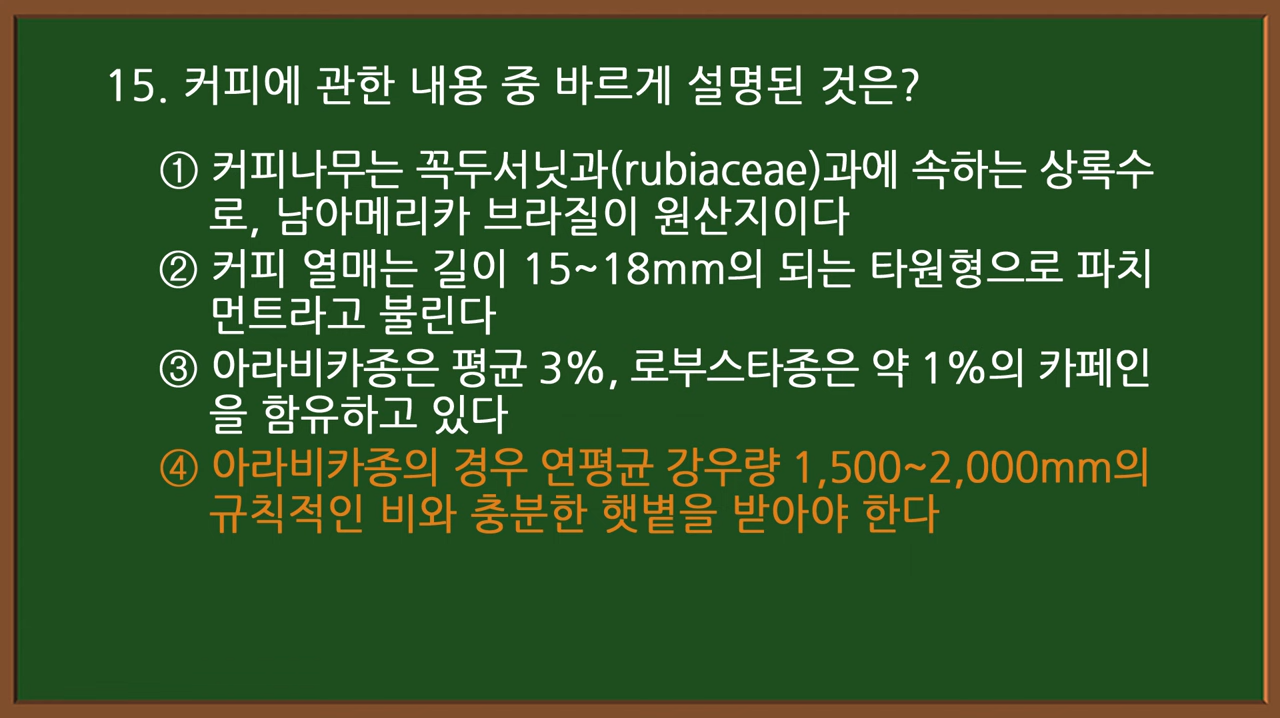 15. 커피에 관한 내용 중 바르게 설명된 것은?
① 커피나무는 꼭두서닛과(rubiaceae)과에 속하는 상록수
로, 남아메리카 브라질이 원산지이다
② 커피 열매는 길이 15~18mm의 되는 타원형으로 파치
먼트라고 불린다
③ 아라비카종은 평균 3%, 로부스타종은 약 1%의 카페인
을 함유하고 있다
④ 아라비카종의 경우 연평균 강우량 1,500~2,000mm의
규칙적인 비와 충분한 햇볕을 받아야 한다